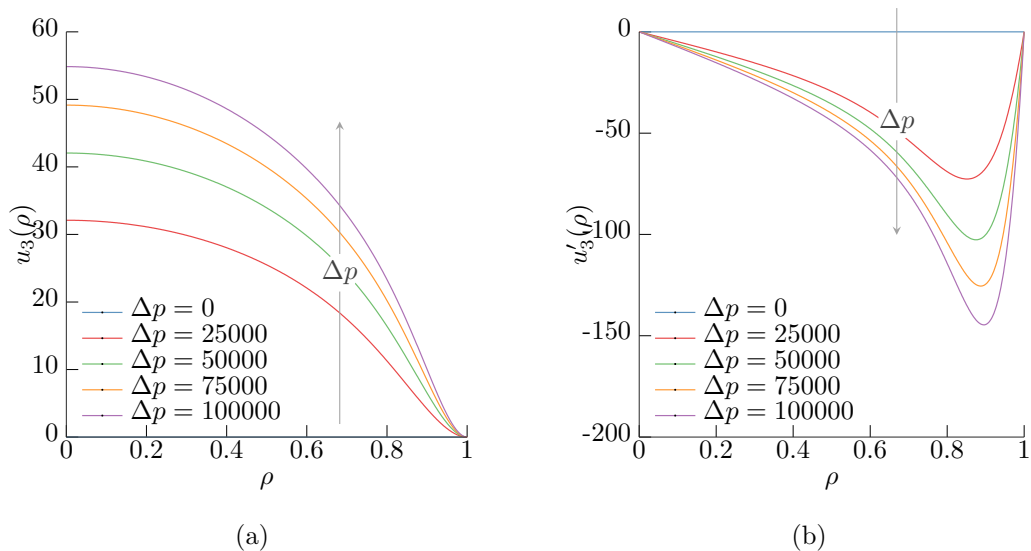 60
50
40
30
20
10
0
u₃(ρ)
Δp
Δp = 0
Δp = 25000
Δp = 50000
Δp = 75000
Δp = 100000
0 0.2 0.4 0.6 0.8 1
ρ
(a)
0
-50
-100
-150
-200
u′₃(ρ)
Δp
Δp = 0
Δp = 25000
Δp = 50000
Δp = 75000
Δp = 100000
0 0.2 0.4 0.6 0.8 1
ρ
(b)